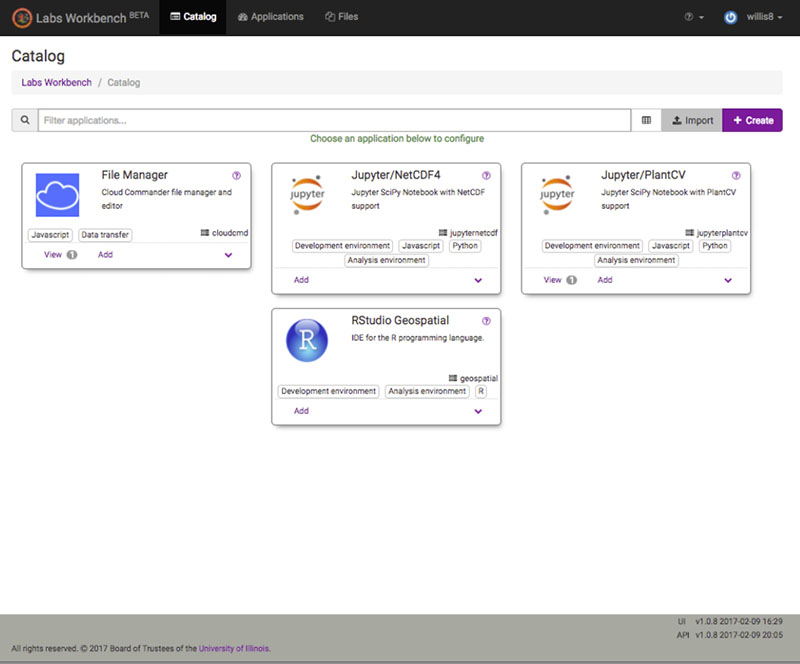 Labs Workbench BETA Catalog Applications Files willis8
Catalog
Labs Workbench / Catalog
Filter applications... Import + Create
Choose an application below to configure
File Manager
Cloud Commander file manager and
editor
cloudcmd
Javascript Data transfer
View 1 Add
Jupyter/NetCDF4
Jupyter SciPy Notebook with NetCDF
support
jupyter
jupyternetcdf
Development environment Javascript Python
Analysis environment
Add
Jupyter/PlantCV
Jupyter SciPy Notebook with PlantCV
support
jupyter
jupyterplantcv
Development environment Javascript Python
Analysis environment
View 1 Add
RStudio Geospatial
IDE for the R programming language.
R
geospatial
Development environment Analysis environment R
Add
UI v1.0.8 2017-02-09 16:29
API v1.0.8 2017-02-09 20:05
All rights reserved. © 2017 Board of Trustees of the University of Illinois.